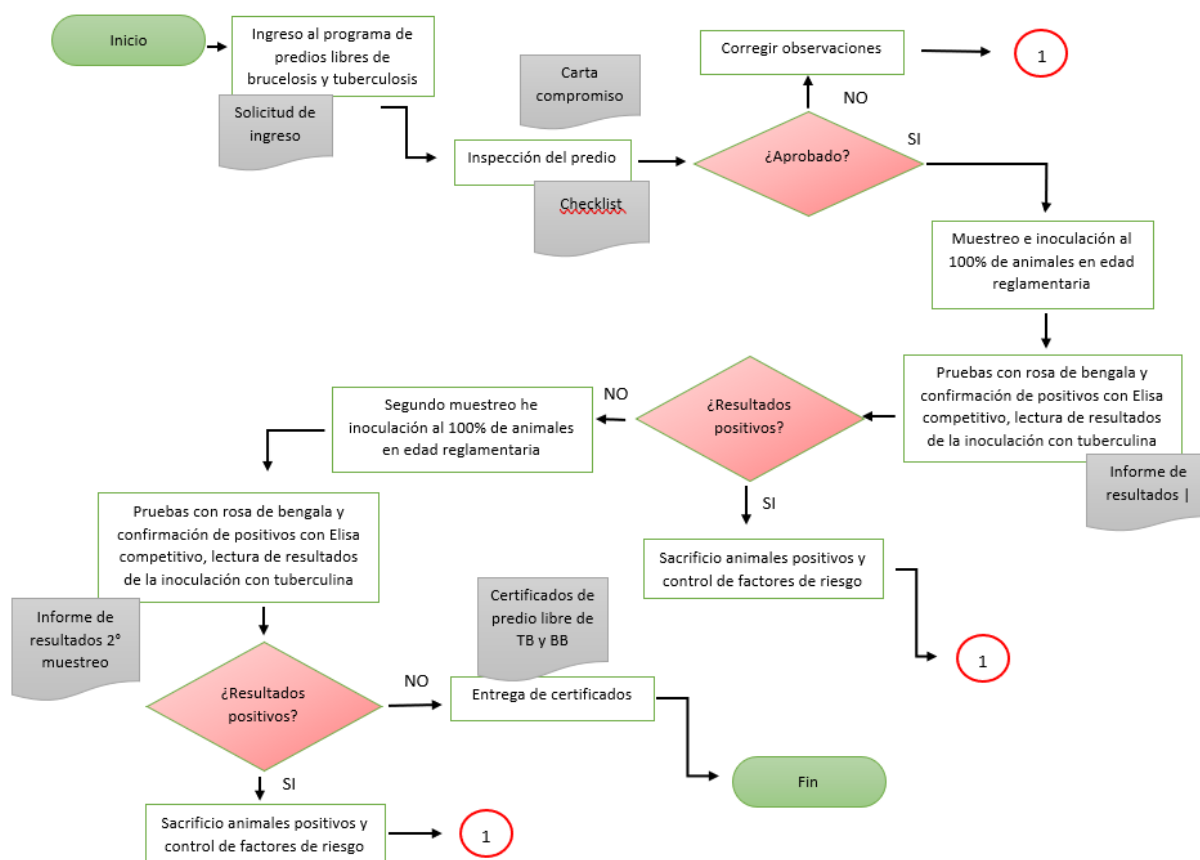 Inicio
Ingreso al programa de
predios libres de
brucelosis y tuberculosis
Solicitud de
ingreso
Carta
compromiso
Inspección del predio
Checklist
¿Aprobado?
NO
Corregir observaciones
1
SI
Muestreo e inoculación al
100% de animales en edad
reglamentaria
Pruebas con rosa de bengala y
confirmación de positivos con Elisa
competitivo, lectura de resultados
de la inoculación con tuberculina
Informe de
resultados |
¿Resultados
positivos?
SI
Sacrificio animales positivos y
control de factores de riesgo
1
NO
Segundo muestreo he
inoculación al 100% de animales
en edad reglamentaria
Pruebas con rosa de bengala y
confirmación de positivos con Elisa
competitivo, lectura de resultados
de la inoculación con tuberculina
Informe de
resultados 2°
muestreo
¿Resultados
positivos?
NO
Certificados de
predio libre de
TB y BB
Entrega de certificados
Fin
SI
Sacrificio animales positivos y
control de factores de riesgo
1